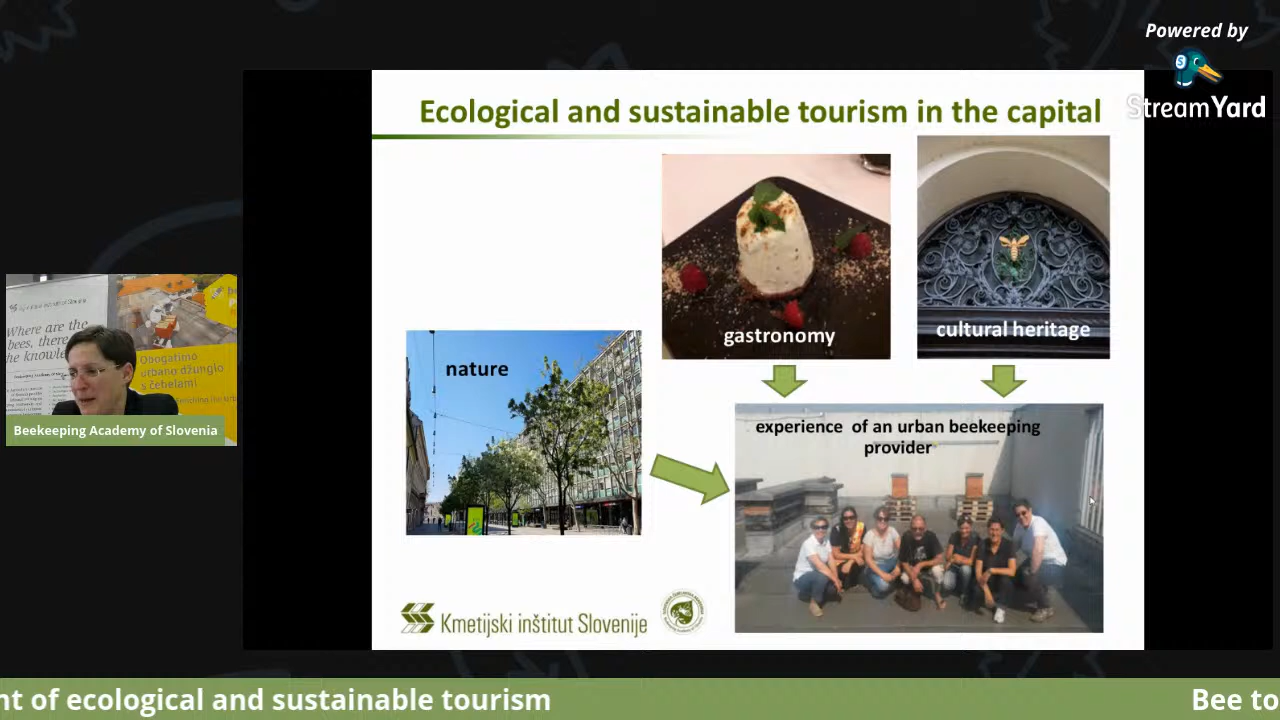 Powered by
StreamYard
Ecological and sustainable tourism in the capital
gastronomy
cultural heritage
nature
experience of an urban beekeeping
provider
Where are the
bees, there
he knowle
Obogatimo
urbano džunglo
s čebelami
Beekeeping Academy of Slovenia
Kmetijski inštitut Slovenije
nt of ecological and sustainable tourism
Bee to